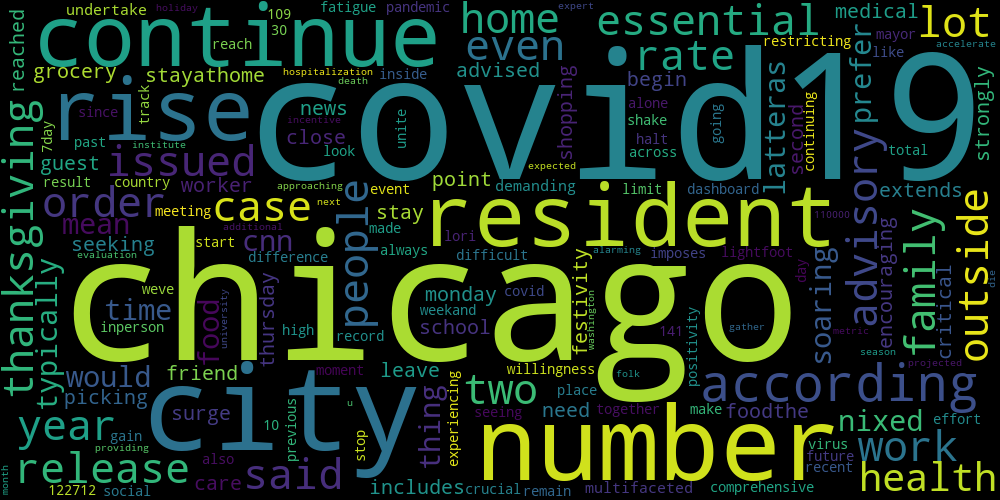 undertake holiday
109
30
fatigue pandemic
expert
continue
reach
home
essential
medical
lot
reached
grocery
stayathome
hospitalization
death
inside
even
advised
rate
restricting
mayor
like
accelerate
prefer
begin
since
track
rise
covid19
news
incentive
close
look
unite
shopping
alone
shake
halt
across
going
latteras
second
continuing
strongly
total
7day
past
institute
thanksgiving
guest
issued
result country worker
approaching
expected
point
demanding
limit
dashboard
extends
advisory
order
case
event
next
stay
resident
110000
mean
meeting
additional
made
people
start
cnn
difference
always
lori
difficult
alarming
imposes
lightfoot
day
encouraging
family
outside
seeking
evaluation
typically
weve
time
inperson
food
university
thursday
high
record
chicago
monday covid
weekand
school
festivity
washington
141
gather
positivity
soaring
metric
critical
die
season
projected
would
picking
friend
moment
leave
willingness
folk
two
place
according
year
city
surge
10
previous
u
stop
thing
experiencing
seeing
together
need
make
foodthe
nixed
effort
gain
providing
number
virus
future
recent
work
month
release
also
care
said
122712 social
includes crucial remain multifaceted comprehensive
health